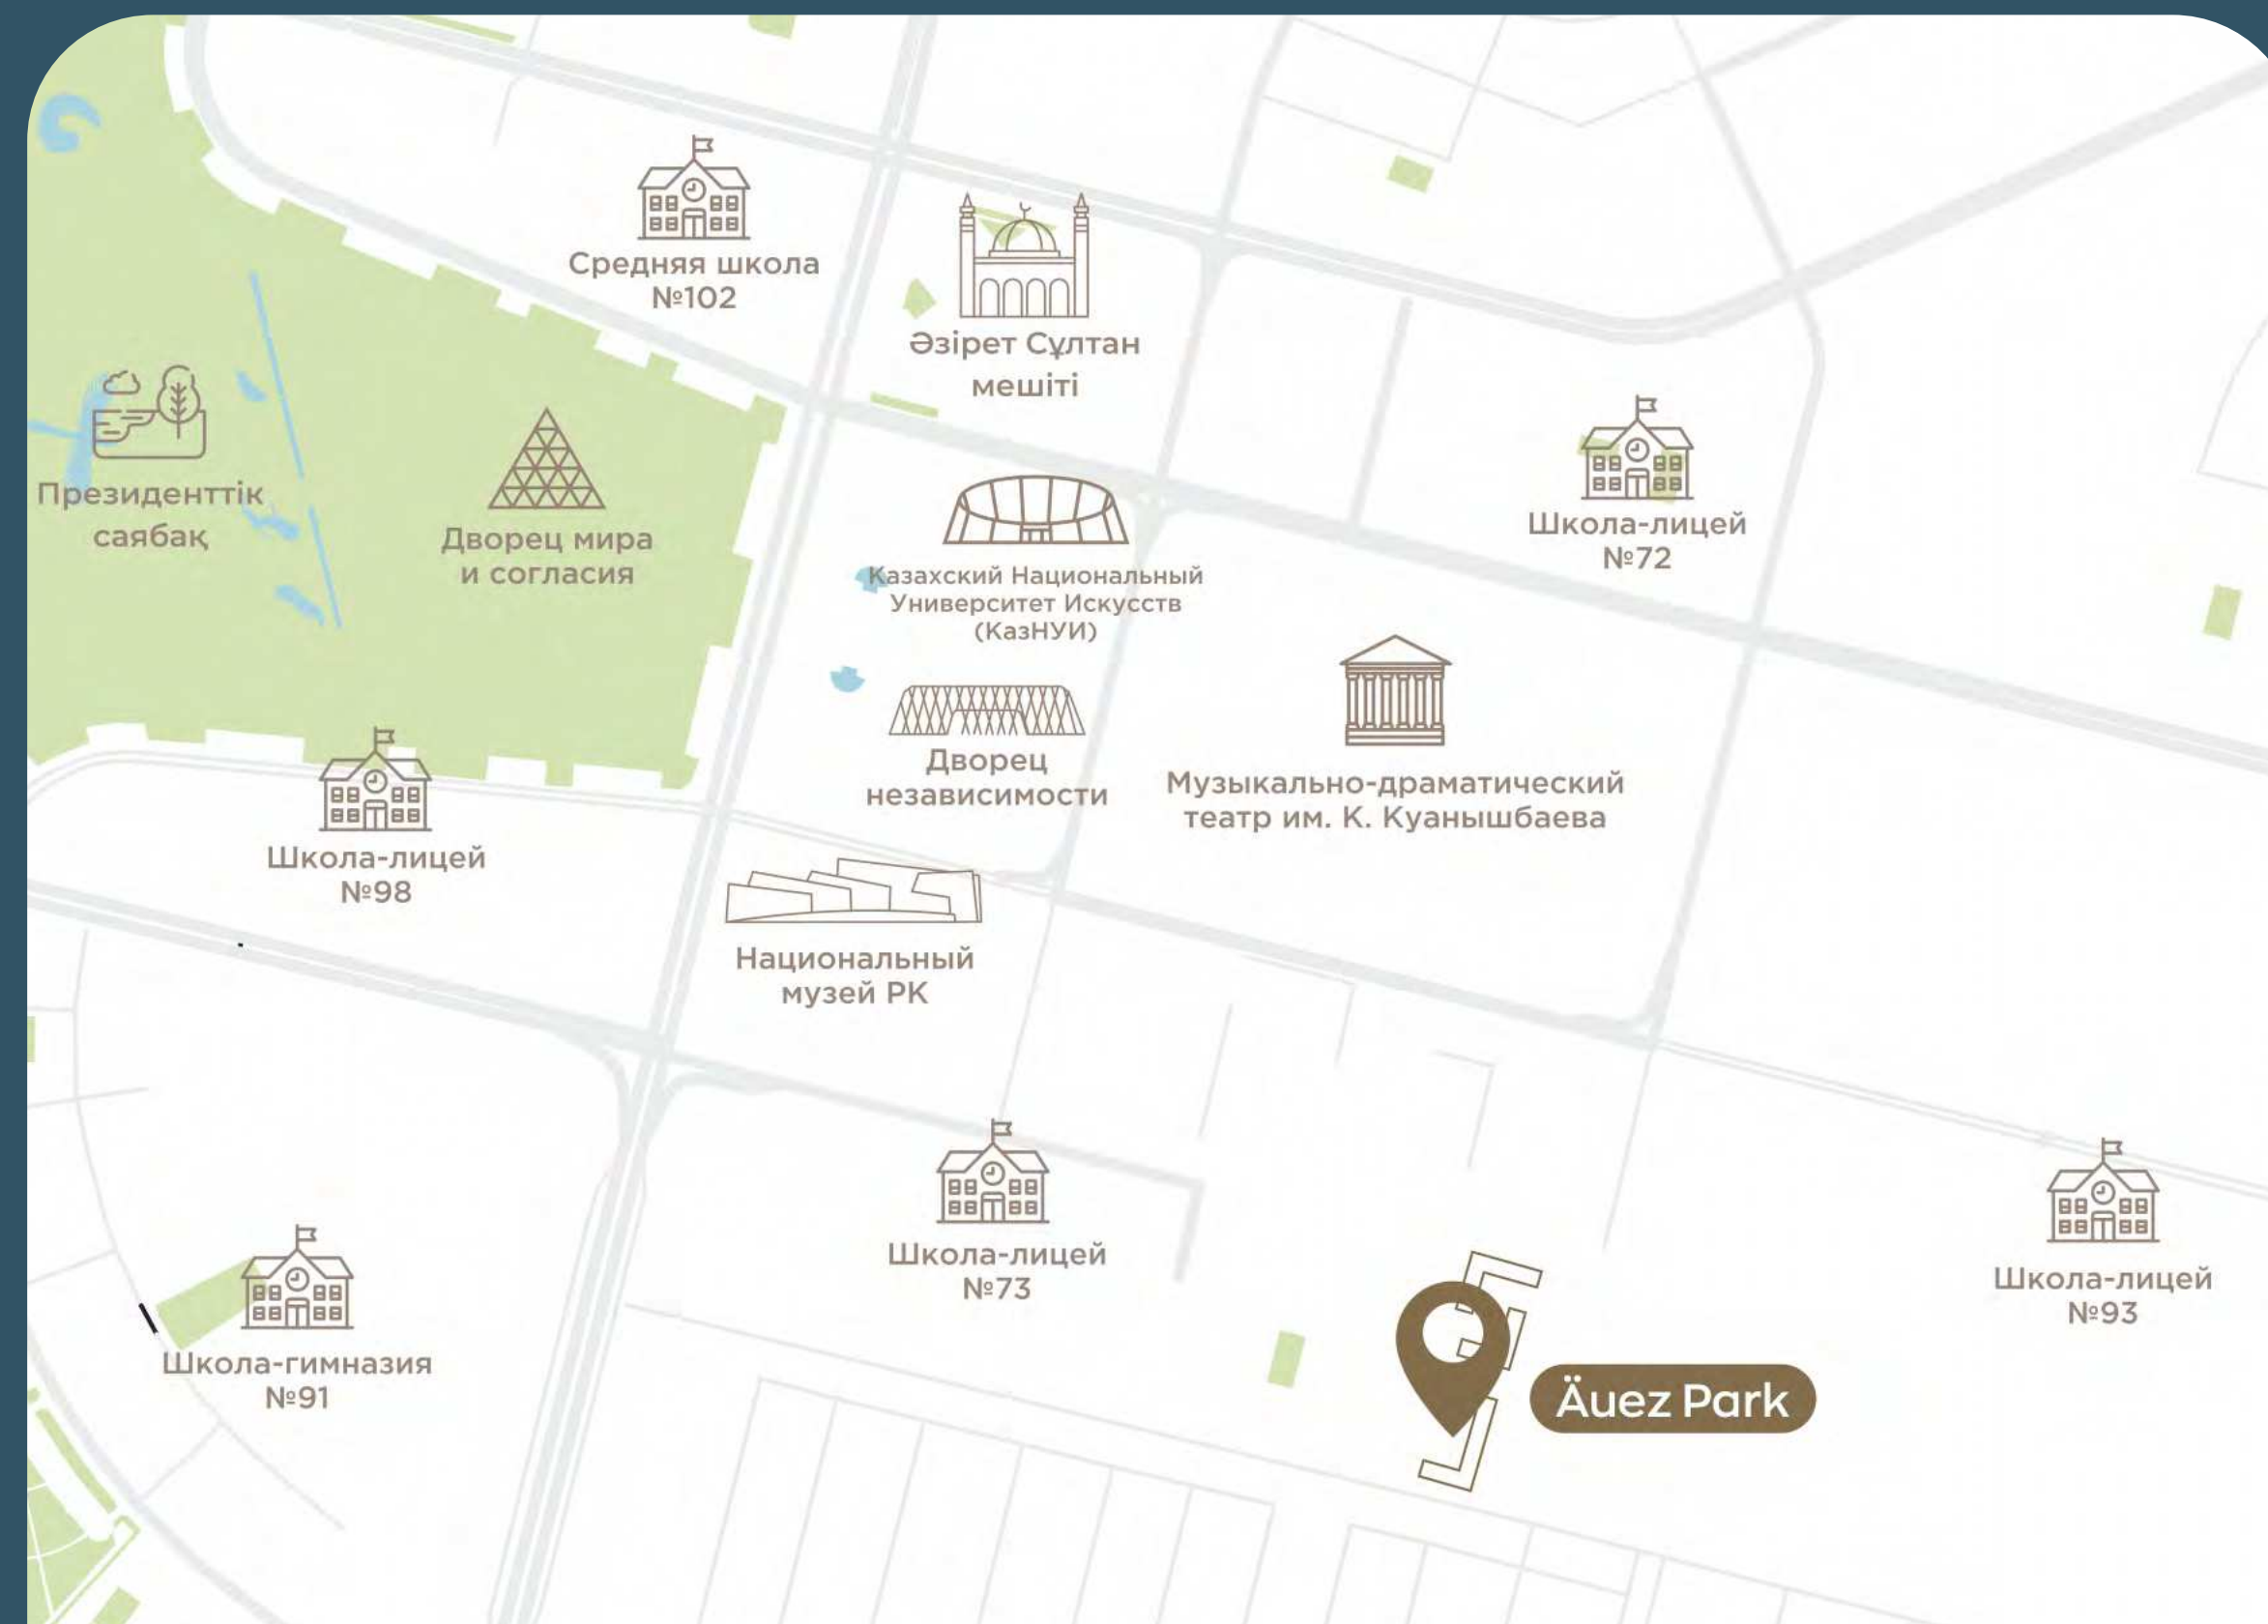 Средняя школа
№102
Әзірет Сұлтан
мешіті
Президенттік
саябақ
Дворец мира
и согласия
Казахский Национальный
Университет Искусств
(КазНУИ)
Школа-лицей
№72
Дворец
независимости
Музыкально-драматический
театр им. К. Куанышбаева
Школа-лицей
№98
Национальный
музей РК
Школа-лицей
№73
Школа-лицей
№93
Школа-гимназия
№91
Äuez Park